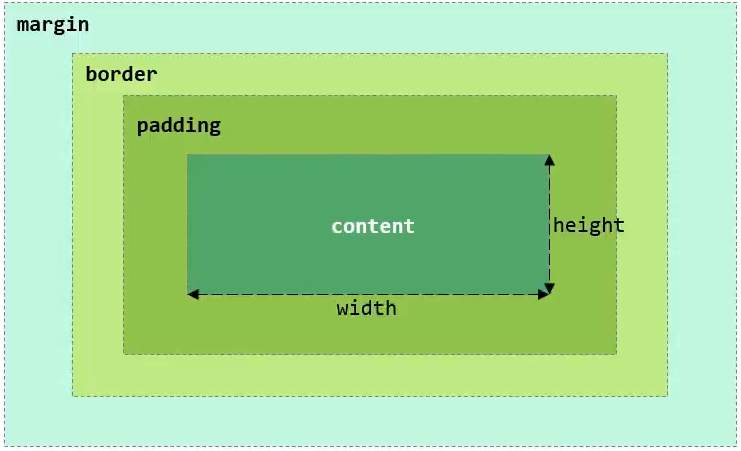 margin
border
padding
content
height
width